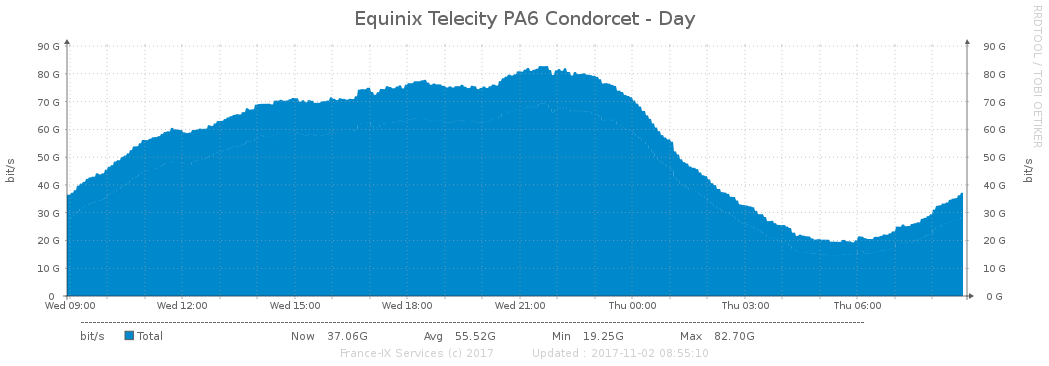 Equinix Telecity PA6 Condorcet - Day
RRDTOOL / TOBI OETIKER
90 G 90 G
80 G 80 G
70 G 70 G
60 G 60 G
50 G 50 G
40 G 40 G
30 G 30 G
20 G 20 G
10 G 10 G
0 0 G
bit/s
bit/s
Wed 09:00 Wed 12:00 Wed 15:00 Wed 18:00 Wed 21:00 Thu 00:00 Thu 03:00 Thu 06:00
bit/s Total Now 37.06G Avg 55.52G Min 19.25G Max 82.70G
France-IX Services (c) 2017 Updated : 2017-11-02 08:55:10